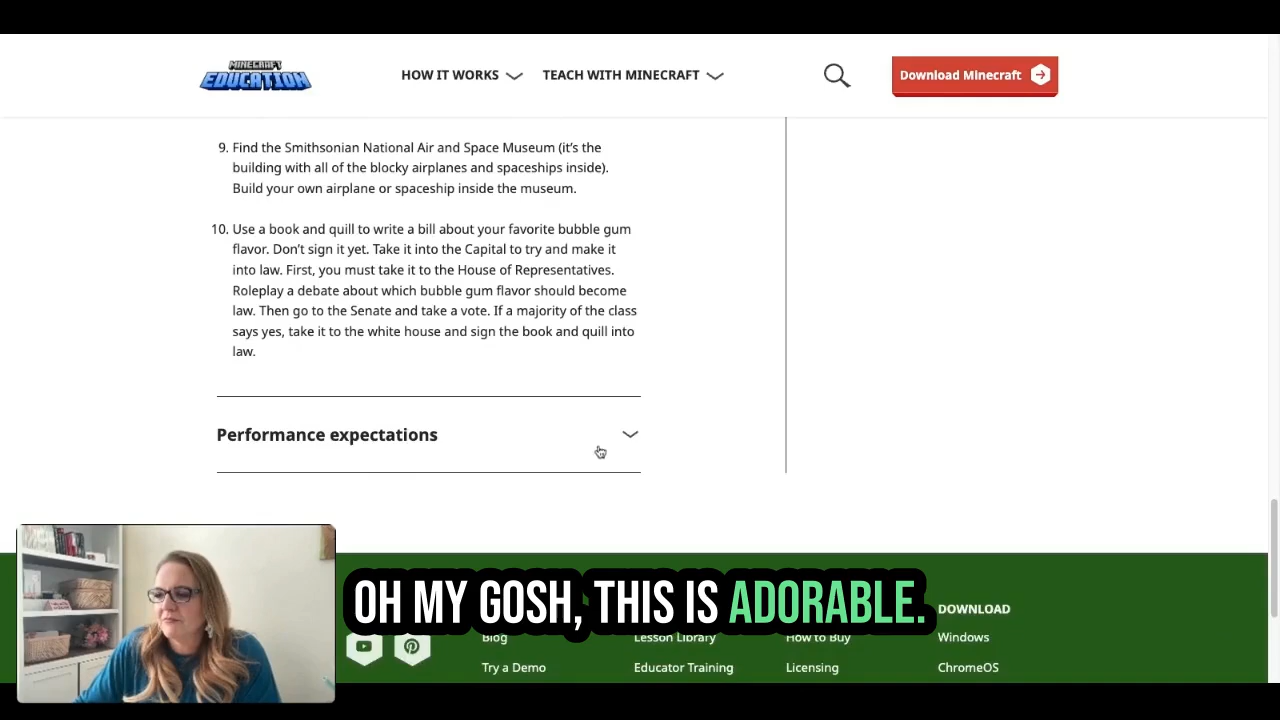 MINECRAFT
EDUCATION
HOW IT WORKS
TEACH WITH MINECRAFT
Download Minecraft
9. Find the Smithsonian National Air and Space Museum (it's the
building with all of the blocky airplanes and spaceships inside).
Build your own airplane or spaceship inside the museum.
10. Use a book and quill to write a bill about your favorite bubble gum
flavor. Don't sign it yet. Take it into the Capital to try and make it
into law. First, you must take it to the House of Representatives.
Roleplay a debate about which bubble gum flavor should become
law. Then go to the Senate and take a vote. If a majority of the class
says yes, take it to the white house and sign the book and quill into
law.
Performance expectations
OH MY GOSH, THIS IS ADORABLE.
DOWNLOAD
Blog
Lesson Library
How to Buy
Windows
Try a Demo
Educator Training
Licensing
ChromeOS